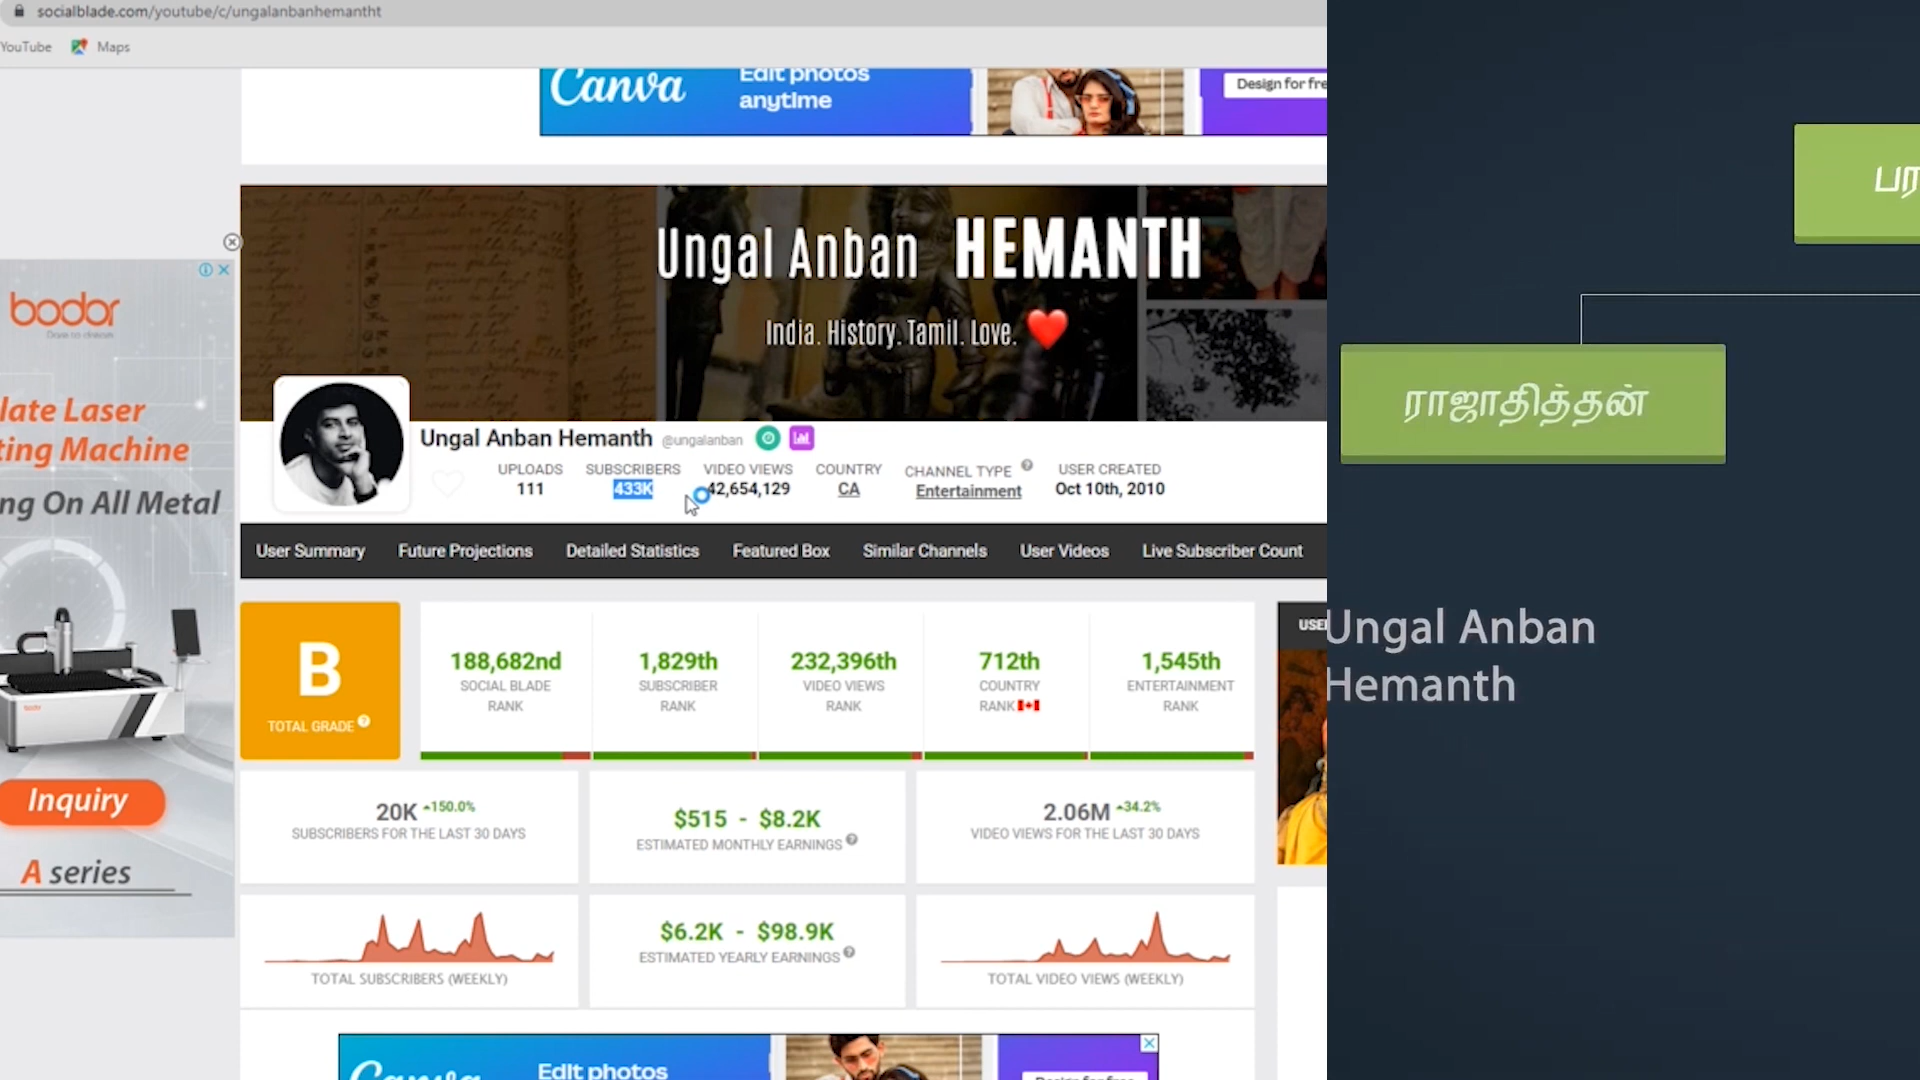 socialblade.com/youtube/c/ungalanbanhemantht
YouTube Maps
Canva Edit photos anytime
Design for fre
Ungal Anban HEMANTH
India. History. Tamil. Love.
bodor
late Laser
ting Machine
ng On All Metal
bodor
Inquiry
A series
Ungal Anban Hemanth @ungalanban
UPLOADS SUBSCRIBERS VIDEO VIEWS COUNTRY CHANNEL TYPE USER CREATED
111 433K 42,654,129 CA Entertainment Oct 10th, 2010
User Summary Future Projections Detailed Statistics Featured Box Similar Channels User Videos Live Subscriber Count
B
TOTAL GRADE
188,682nd 1,829th 232,396th 712th 1,545th
SOCIAL BLADE SUBSCRIBER VIDEO VIEWS COUNTRY ENTERTAINMENT
RANK RANK RANK RANK RANK
USE
20K 150.0%
SUBSCRIBERS FOR THE LAST 30 DAYS
$515 - $8.2K
ESTIMATED MONTHLY EARNINGS
2.06M 34.2%
VIDEO VIEWS FOR THE LAST 30 DAYS
TOTAL SUBSCRIBERS (WEEKLY)
$6.2K - $98.9K
ESTIMATED YEARLY EARNINGS
TOTAL VIDEO VIEWS (WEEKLY)
Edit photos
பர
ராஜாதித்தன்
Ungal Anban
Hemanth